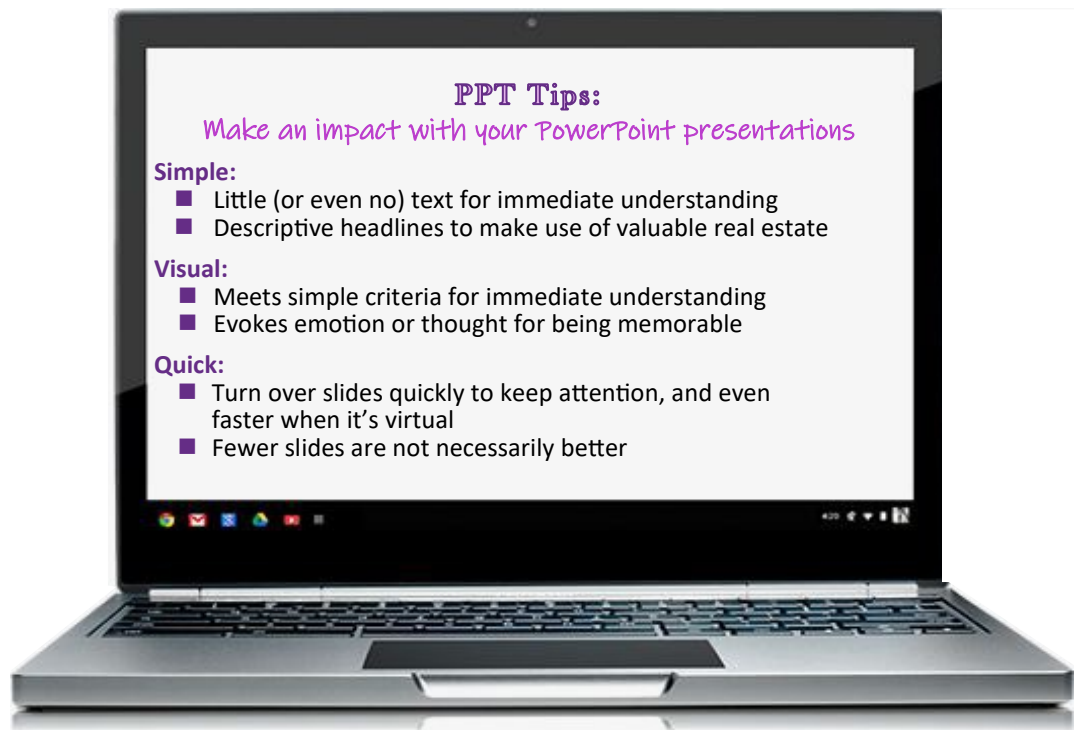 PPT Tips:
Make an impact with your PowerPoint presentations
Simple:
■ Little (or even no) text for immediate understanding
■ Descriptive headlines to make use of valuable real estate
Visual:
■ Meets simple criteria for immediate understanding
■ Evokes emotion or thought for being memorable
Quick:
■ Turn over slides quickly to keep attention, and even
faster when it’s virtual
■ Fewer slides are not necessarily better